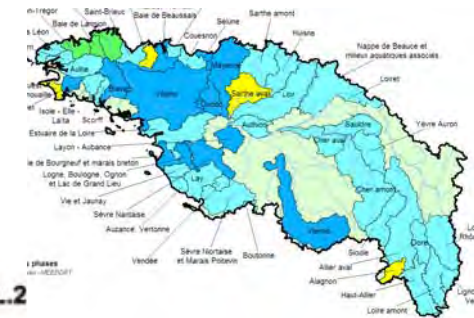 n-Trégor
Saint-Brieuc
Baie de Beaussais
Sélune
Sarthe amont
Baie de Lannion
Couesnon
Huisne
s Léon
Mayenne
Nappe de Beauce et
milieux aquatiques associés
Aulne
Loiret
Blavet
Vilaine
Sarthe aval
Loir
Oudon
Isole - Elle -
Laïta
Scorff
Yèvre Auron
Authion
Sauldre
Estuaire de la Loire
Cher aval
Layon - Aubance
ie de Bourgneuf et marais breton
Logne, Boulogne, Ognon
et Lac de Grand Lieu
Cher amont
Lay
Vie et Jaunay
Sèvre Nantaise
Auzance, Vertonne
Vienne
Dore
Vendée
Sèvre Niortaise
et Marais Poitevin
Boutonne
Sioule
Allier aval
Alagnon
Haut-Allier
Loire amont
s phases